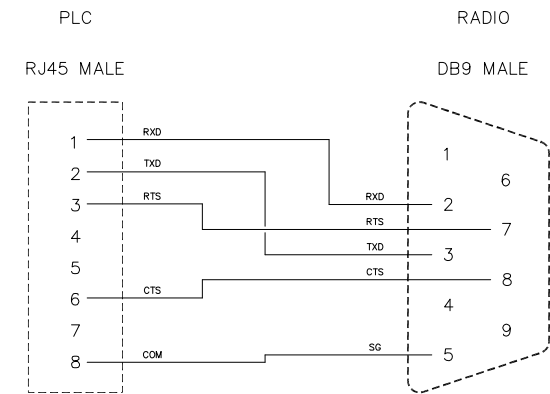 PLC RADIO
RJ45 MALE DB9 MALE
1 RXD
2 TXD
3 RTS
4
5
6 CTS
7
8 COM
1
6
RXD 2
RTS 7
TXD 3
CTS 8
4
9
SG 5